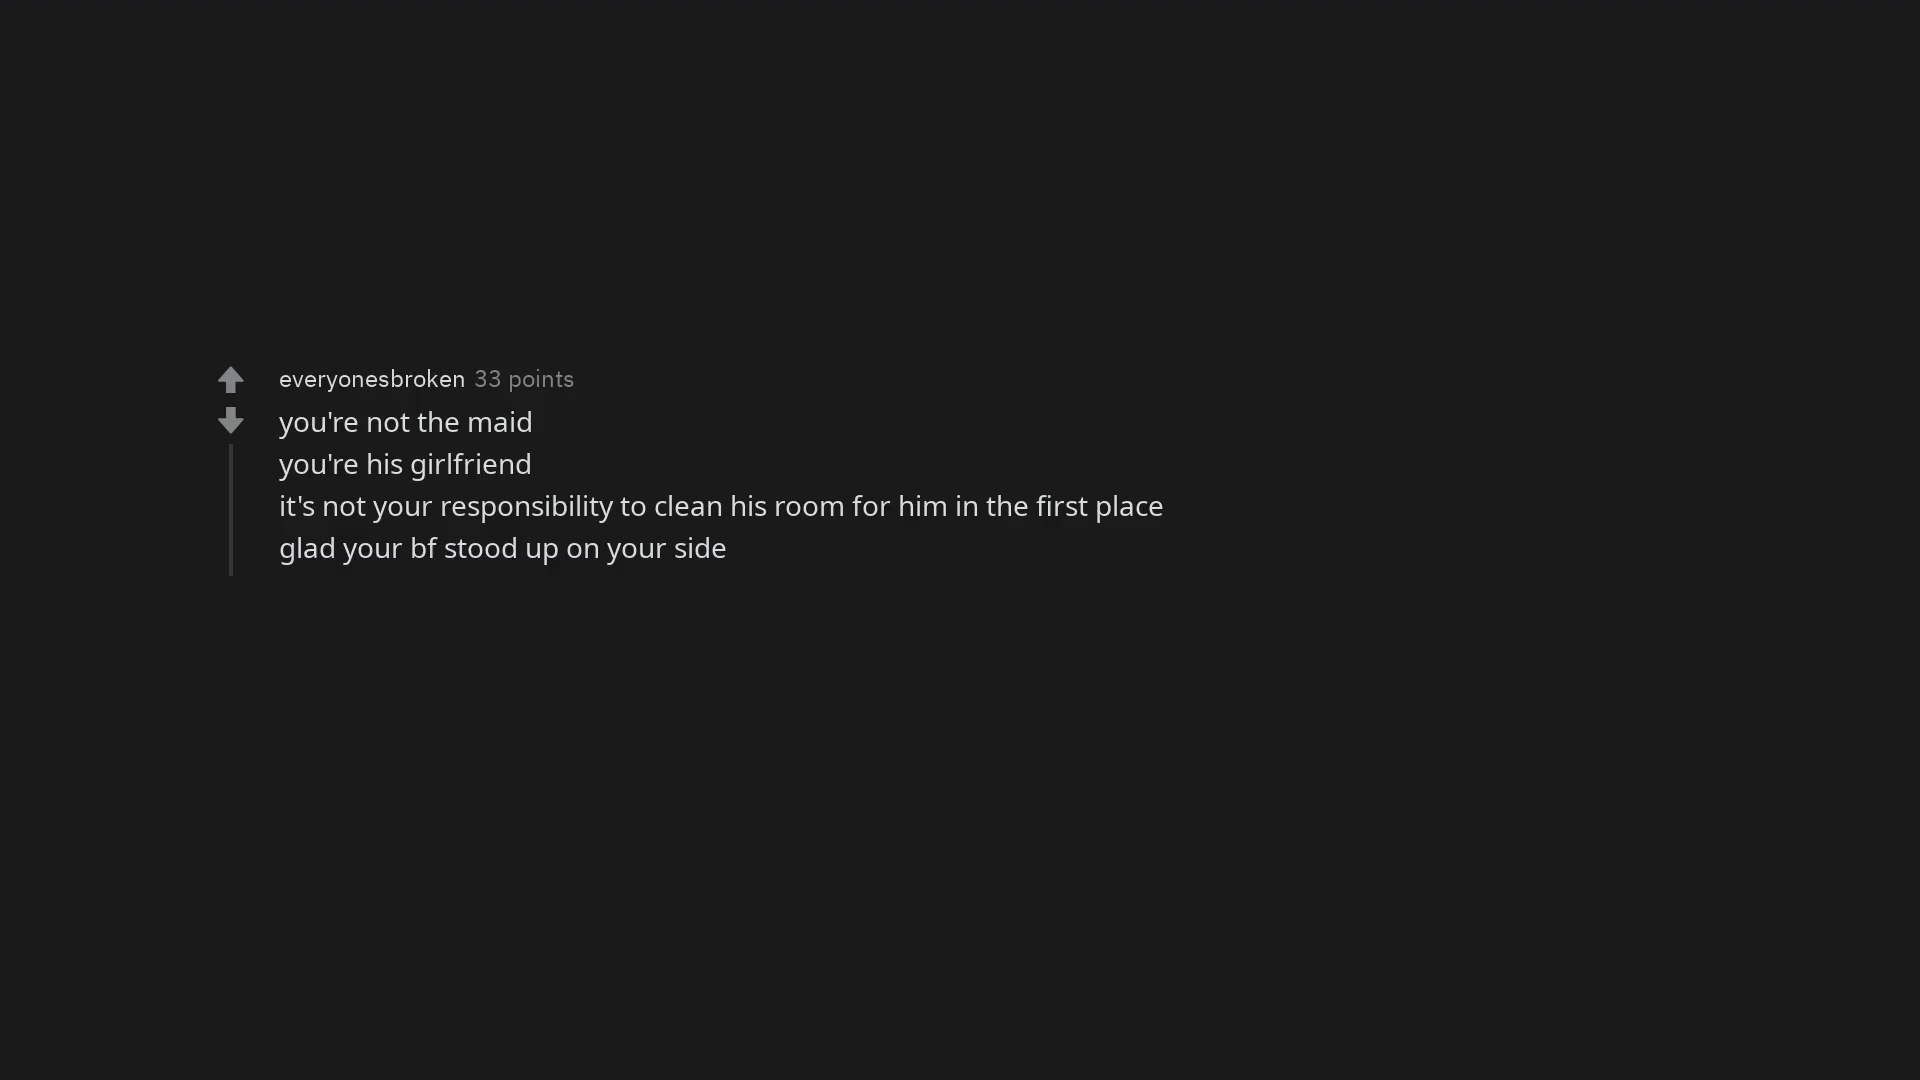 everyonesbroken 33 points
you're not the maid
you're his girlfriend
it's not your responsibility to clean his room for him in the first place
glad your bf stood up on your side